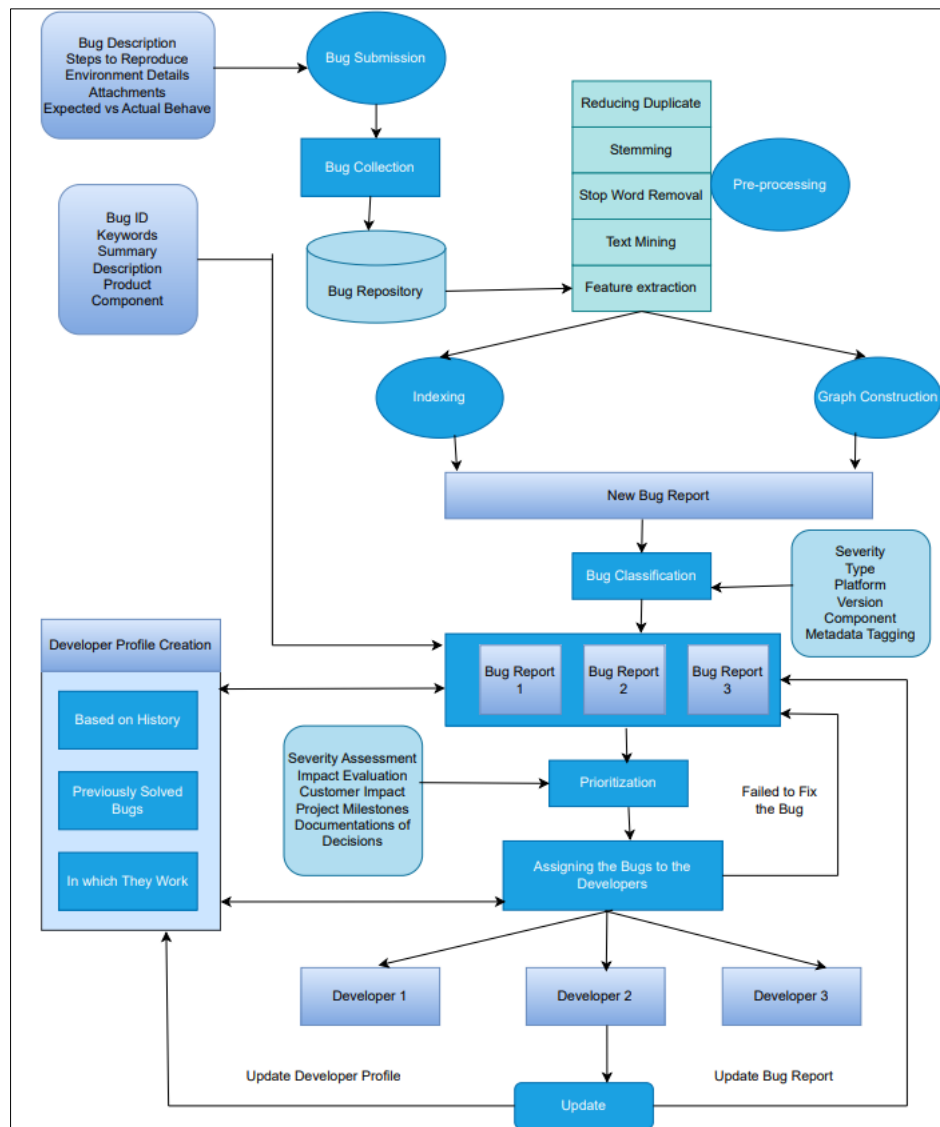 Bug Description
Steps to Reproduce
Environment Details
Attachments
Expected vs Actual Behave
Bug Submission
Reducing Duplicate
Stemming
Stop Word Removal
Text Mining
Feature extraction
Pre-processing
Bug Collection
Bug ID
Keywords
Summary
Description
Product
Component
Bug Repository
Indexing
Graph Construction
New Bug Report
Bug Classification
Severity
Type
Platform
Version
Component
Metadata Tagging
Developer Profile Creation
Based on History
Previously Solved
Bugs
In which They Work
Bug Report
1
Bug Report
2
Bug Report
3
Severity Assessment
Impact Evaluation
Customer Impact
Project Milestones
Documentations of
Decisions
Prioritization
Failed to Fix
the Bug
Assigning the Bugs to the
Developers
Developer 1
Developer 2
Developer 3
Update Developer Profile
Update Bug Report
Update